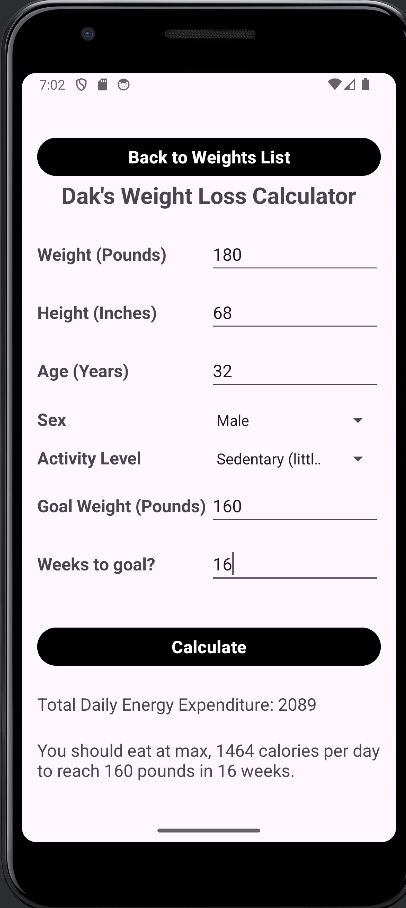 7:02
Back to Weights List
Dak's Weight Loss Calculator
Weight (Pounds) 180
Height (Inches) 68
Age (Years) 32
Sex Male
Activity Level Sedentary (littl..
Goal Weight (Pounds) 160
Weeks to goal? 16
Calculate
Total Daily Energy Expenditure: 2089
You should eat at max, 1464 calories per day
to reach 160 pounds in 16 weeks.